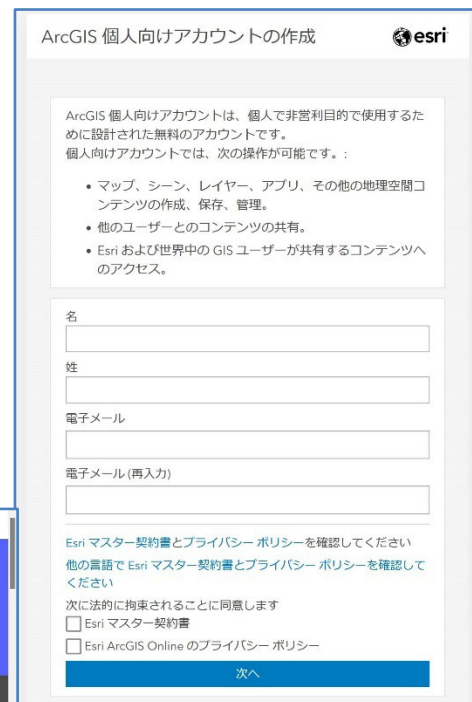 ArcGIS 個人向けアカウントの作成
esri
ArcGIS 個人向けアカウントは、個人で非営利目的で使用するた
めに設計された無料のアカウントです。
個人向けアカウントでは、次の操作が可能です。:
• マップ、シーン、レイヤー、アプリ、その他の地理空間コ
ンテンツの作成、保存、管理。
• 他のユーザーとのコンテンツの共有。
• Esri および世界中の GIS ユーザーが共有するコンテンツへ
のアクセス。
名
姓
電子メール
電子メール (再入力)
Esri マスター契約書とプライバシー ポリシーを確認してください
他の言語で Esri マスター契約書とプライバシー ポリシーを確認して
ください
次に法的に拘束されることに同意します
Esri マスター契約書
Esri ArcGIS Online のプライバシー ポリシー
次へ